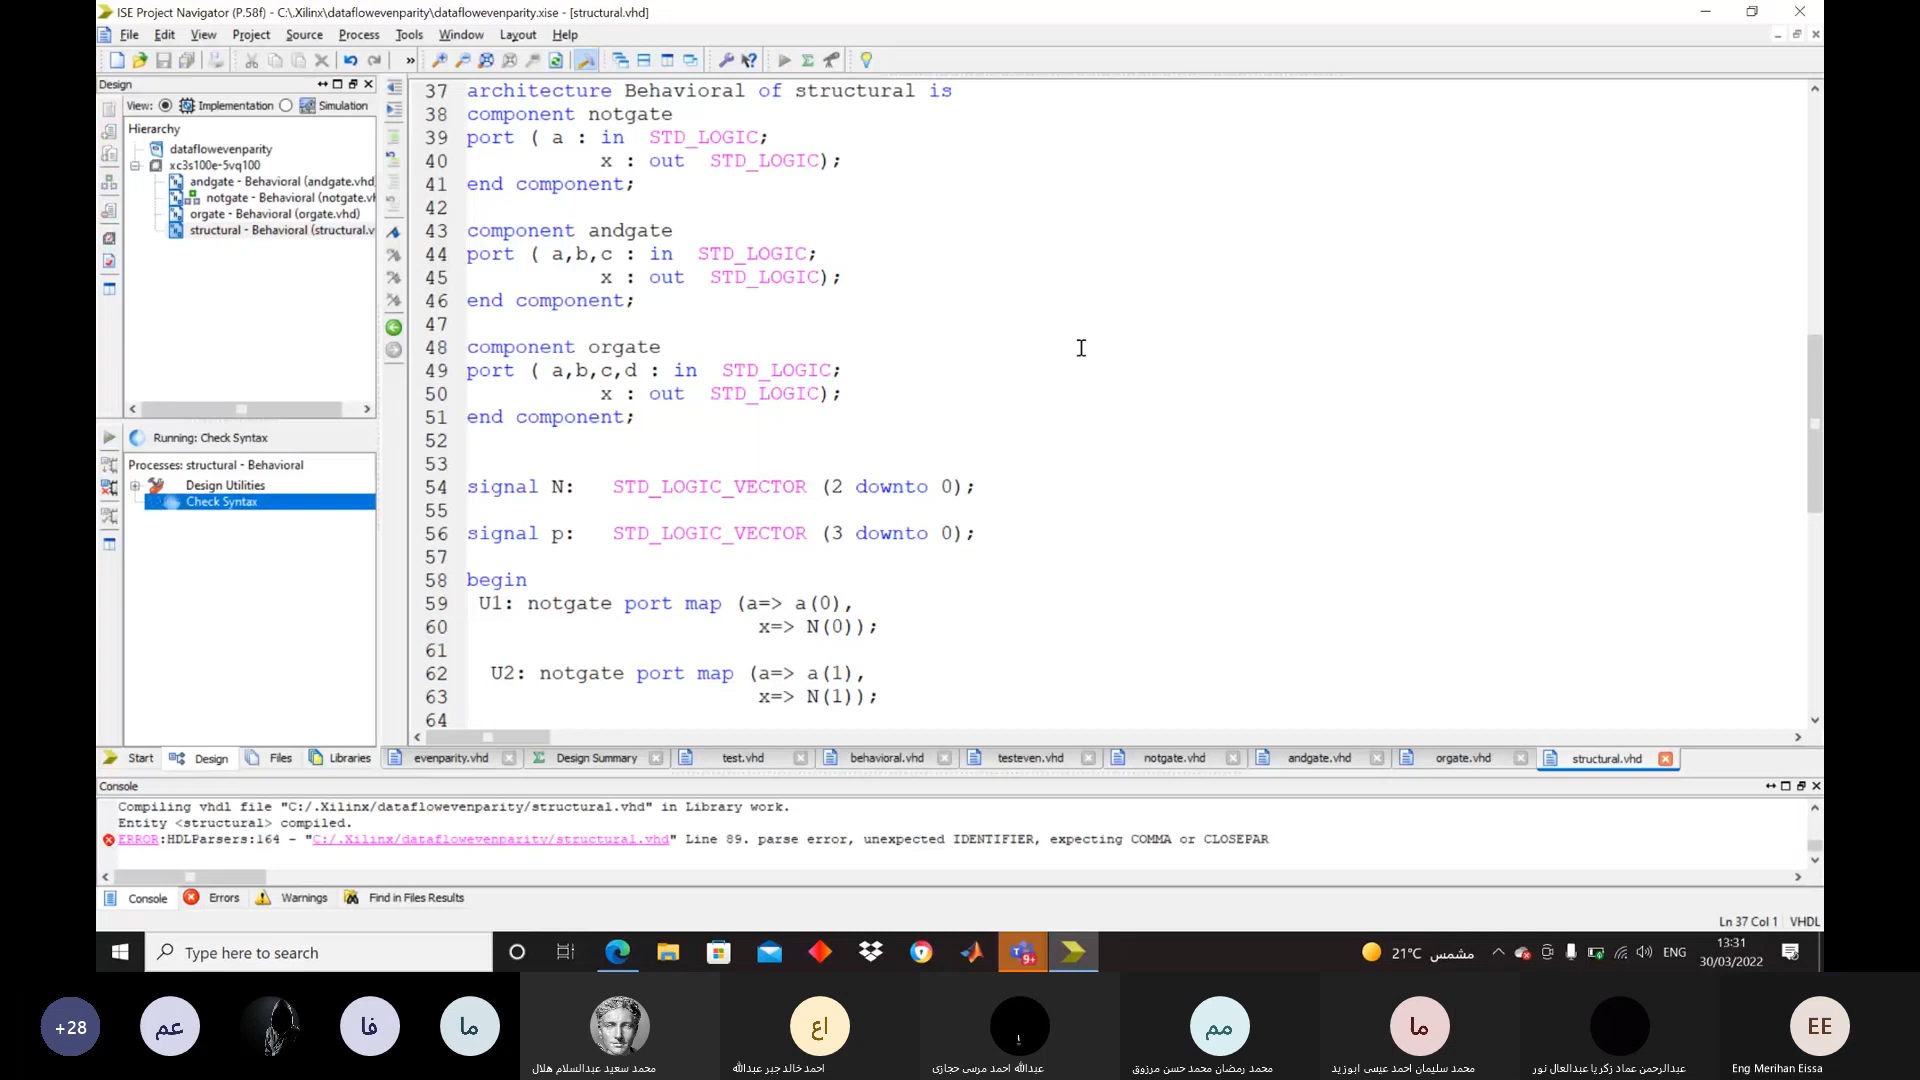 ISE Project Navigator (P.58f) - C:\.Xilinx\dataflowevenparity\dataflowevenparity.xise - [structural.vhd]
File Edit View Project Source Process Tools Window Layout Help
Design
View: Implementation Simulation
Hierarchy
dataflowevenparity
xc3s100e-5vq100
andgate - Behavioral (andgate.vhd
notgate - Behavioral (notgate.vh
orgate - Behavioral (orgate.vhd)
structural - Behavioral (structural.v
Running: Check Syntax
Processes: structural - Behavioral
Design Utilities
Check Syntax
37 architecture Behavioral of structural is
38 component notgate
39 port ( a : in STD_LOGIC;
40 x : out STD_LOGIC);
41 end component;
42
43 component andgate
44 port ( a,b,c : in STD_LOGIC;
45 x : out STD_LOGIC);
46 end component;
47
48 component orgate
49 port ( a,b,c,d : in STD_LOGIC;
50 x : out STD_LOGIC);
51 end component;
52
53
54 signal N: STD_LOGIC_VECTOR (2 downto 0);
55
56 signal p: STD_LOGIC_VECTOR (3 downto 0);
57
58 begin
59 U1: notgate port map (a=> a(0),
60 x=> N(0));
61
62 U2: notgate port map (a=> a(1),
63 x=> N(1));
64
Start Design Files Libraries evenparity.vhd Design Summary test.vhd behavioral.vhd testeven.vhd notgate.vhd andgate.vhd orgate.vhd structural.vhd
Console
Compiling vhdl file "C:/.Xilinx/dataflowevenparity/structural.vhd" in Library work.
Entity <structural> compiled.
ERROR:HDLParsers:164 - "C:/.Xilinx/dataflowevenparity/structural.vhd" Line 89. parse error, unexpected IDENTIFIER, expecting COMMA or CLOSEPAR
Console Errors Warnings Find in Files Results
Ln 37 Col 1 VHDL
Type here to search
9+
21°C مشمس
ENG
13:31
30/03/2022
+28
عم
فا
ما
اع
مم
ما
EE
محمد سعيد عبدالسلام هلال
احمد خالد جبر عبدالله
عبدالله احمد مرسى حجازى
محمد رمضان محمد حسن مرزوق
محمد سليمان احمد عيسى ابوزيد
عبدالرحمن عماد زكريا عبدالعال نور
Eng Merihan Eissa